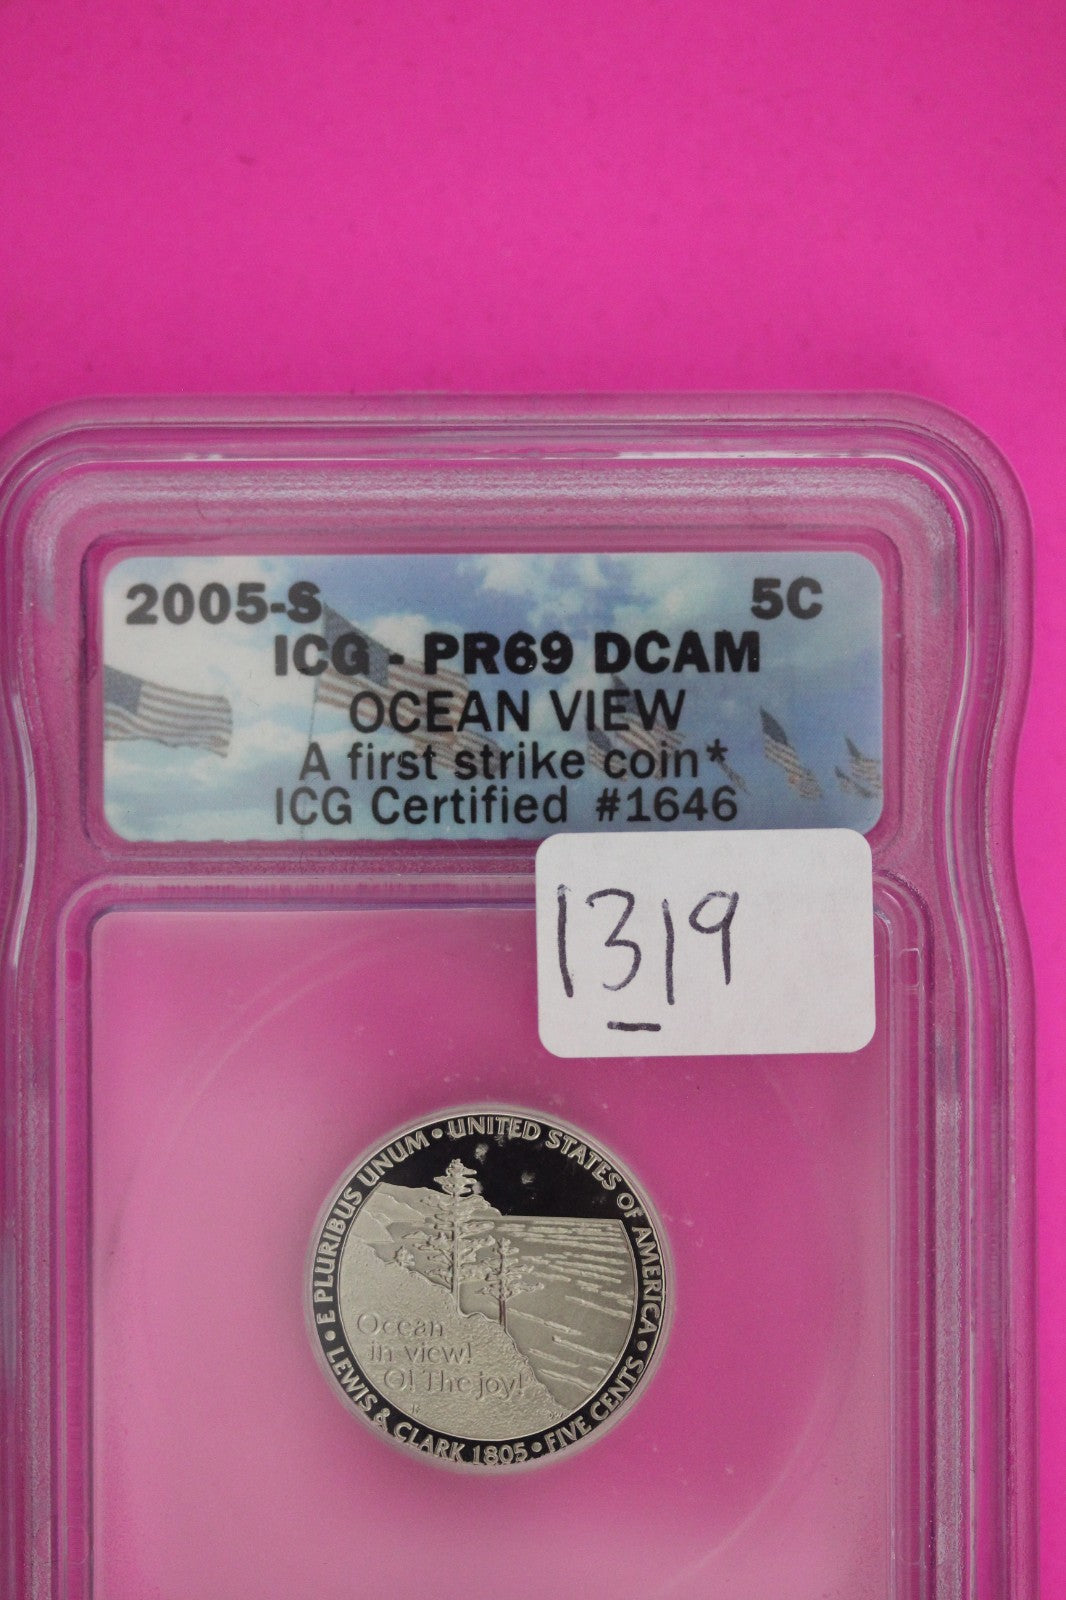 2005-S 5C
ICG - PR69 DCAM
OCEAN VIEW
A first strike coin*
ICG Certified #1646
1319
E PLURIBUS UNUM • UNITED STATES OF AMERICA •
Ocean
in view!
O! The joy!
• LEWIS & CLARK 1805 • FIVE CENTS